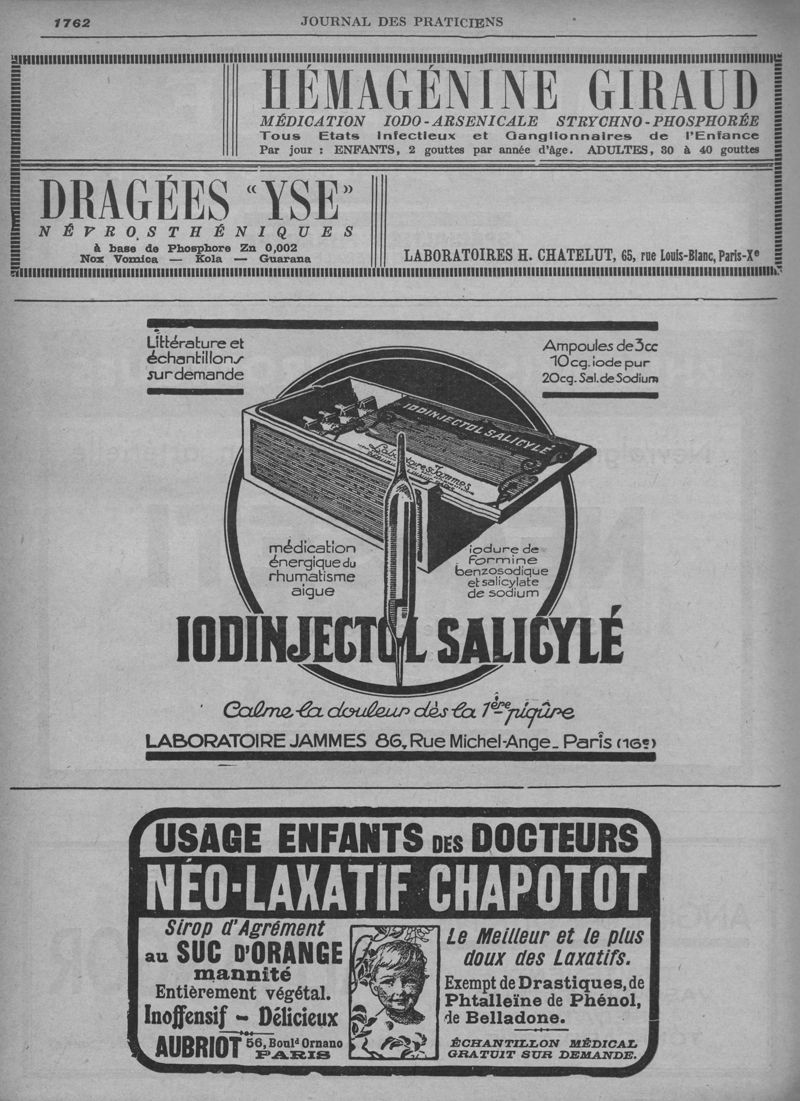 1762
JOURNAL DES PRATICIENS
HÉMAGÉNINE GIRAUD
MÉDICATION IODO-ARSENICALE STRYCHNO-PHOSPHORÉE
Tous Etats Infectieux et Ganglionnaires de l'Enfance
Par jour : ENFANTS, 2 gouttes par année d'âge. ADULTES, 30 à 40 gouttes
DRAGÉES "YSE"
NÉVROSTHÉNIQUES
à base de Phosphore Zn 0,002
Nox Vomica — Kola — Guarana
LABORATOIRES H. CHATELUT, 65, rue Louis-Blanc, Paris-Xe
Littérature et
échantillons
sur demande
Ampoules de 3cc
10cg. iode pur
20cg. Sal. de Sodium
IODINJECTOL SALICYLÉ
Laboratoires Jammes
médication
énergique du
rhumatisme
aigue
iodure de
Formine
benzosodique
et salicylate
de sodium
IODINJECTOL SALICYLÉ
Calme la douleur dès la 1ère piqûre
LABORATOIRE JAMMES 86, Rue Michel-Ange_ Paris (16e)
USAGE ENFANTS DES DOCTEURS
NÉO-LAXATIF CHAPOTOT
Sirop d'Agrément
au SUC D'ORANGE
mannité
Entièrement végétal.
Inoffensif - Délicieux
AUBRIOT 56, Bould Ornano
PARIS
Le Meilleur et le plus
doux des Laxatifs.
Exempt de Drastiques, de
Phtalleïne de Phénol,
de Belladone.
ÉCHANTILLON MÉDICAL
GRATUIT SUR DEMANDE.